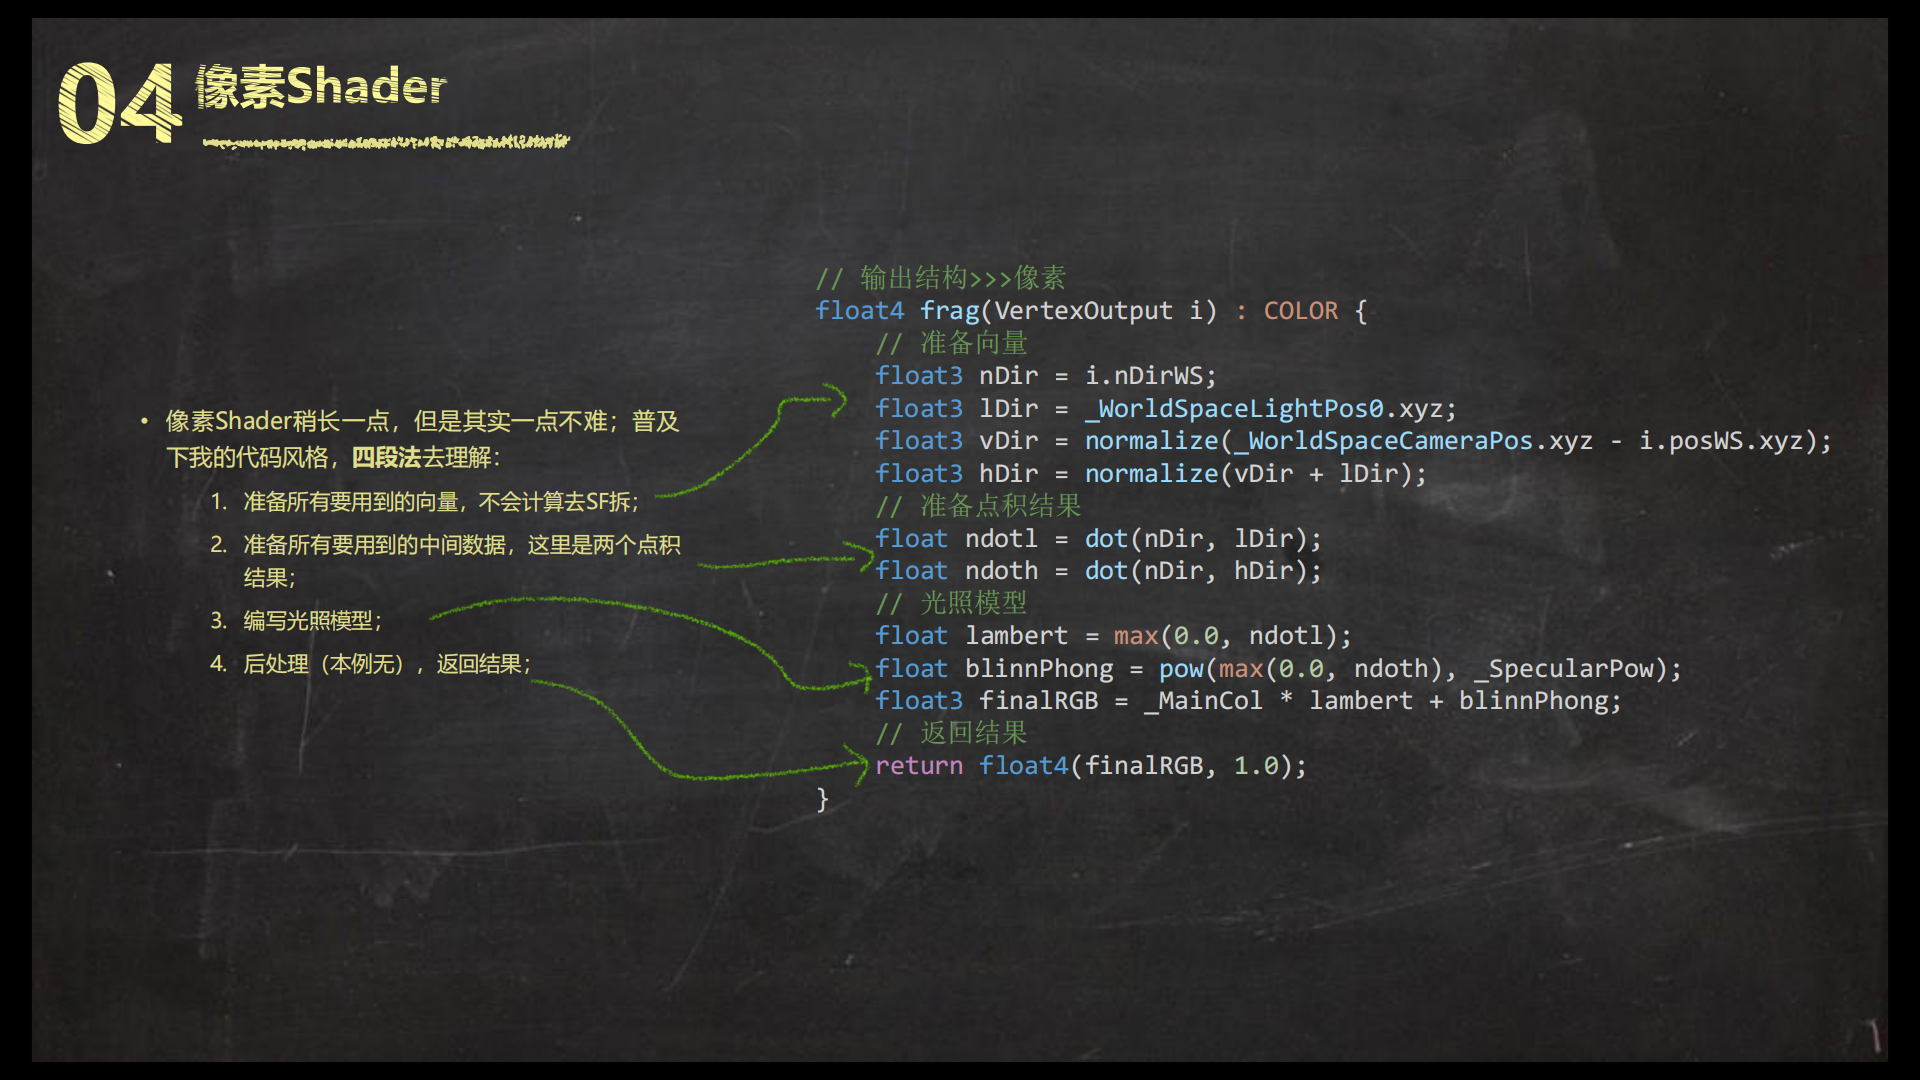 04 像素Shader
• 像素Shader稍长一点，但是其实一点不难；普及
下我的代码风格，四段法去理解：
1. 准备所有要用到的向量，不会计算去SF拆；
2. 准备所有要用到的中间数据，这里是两个点积
结果；
3. 编写光照模型；
4. 后处理（本例无），返回结果；
// 输出结构>>>像素
float4 frag(VertexOutput i) : COLOR {
// 准备向量
float3 nDir = i.nDirWS;
float3 lDir = _WorldSpaceLightPos0.xyz;
float3 vDir = normalize(_WorldSpaceCameraPos.xyz - i.posWS.xyz);
float3 hDir = normalize(vDir + lDir);
// 准备点积结果
float ndotl = dot(nDir, lDir);
float ndoth = dot(nDir, hDir);
// 光照模型
float lambert = max(0.0, ndotl);
float blinnPhong = pow(max(0.0, ndoth), _SpecularPow);
float3 finalRGB = _MainCol * lambert + blinnPhong;
// 返回结果
return float4(finalRGB, 1.0);
}